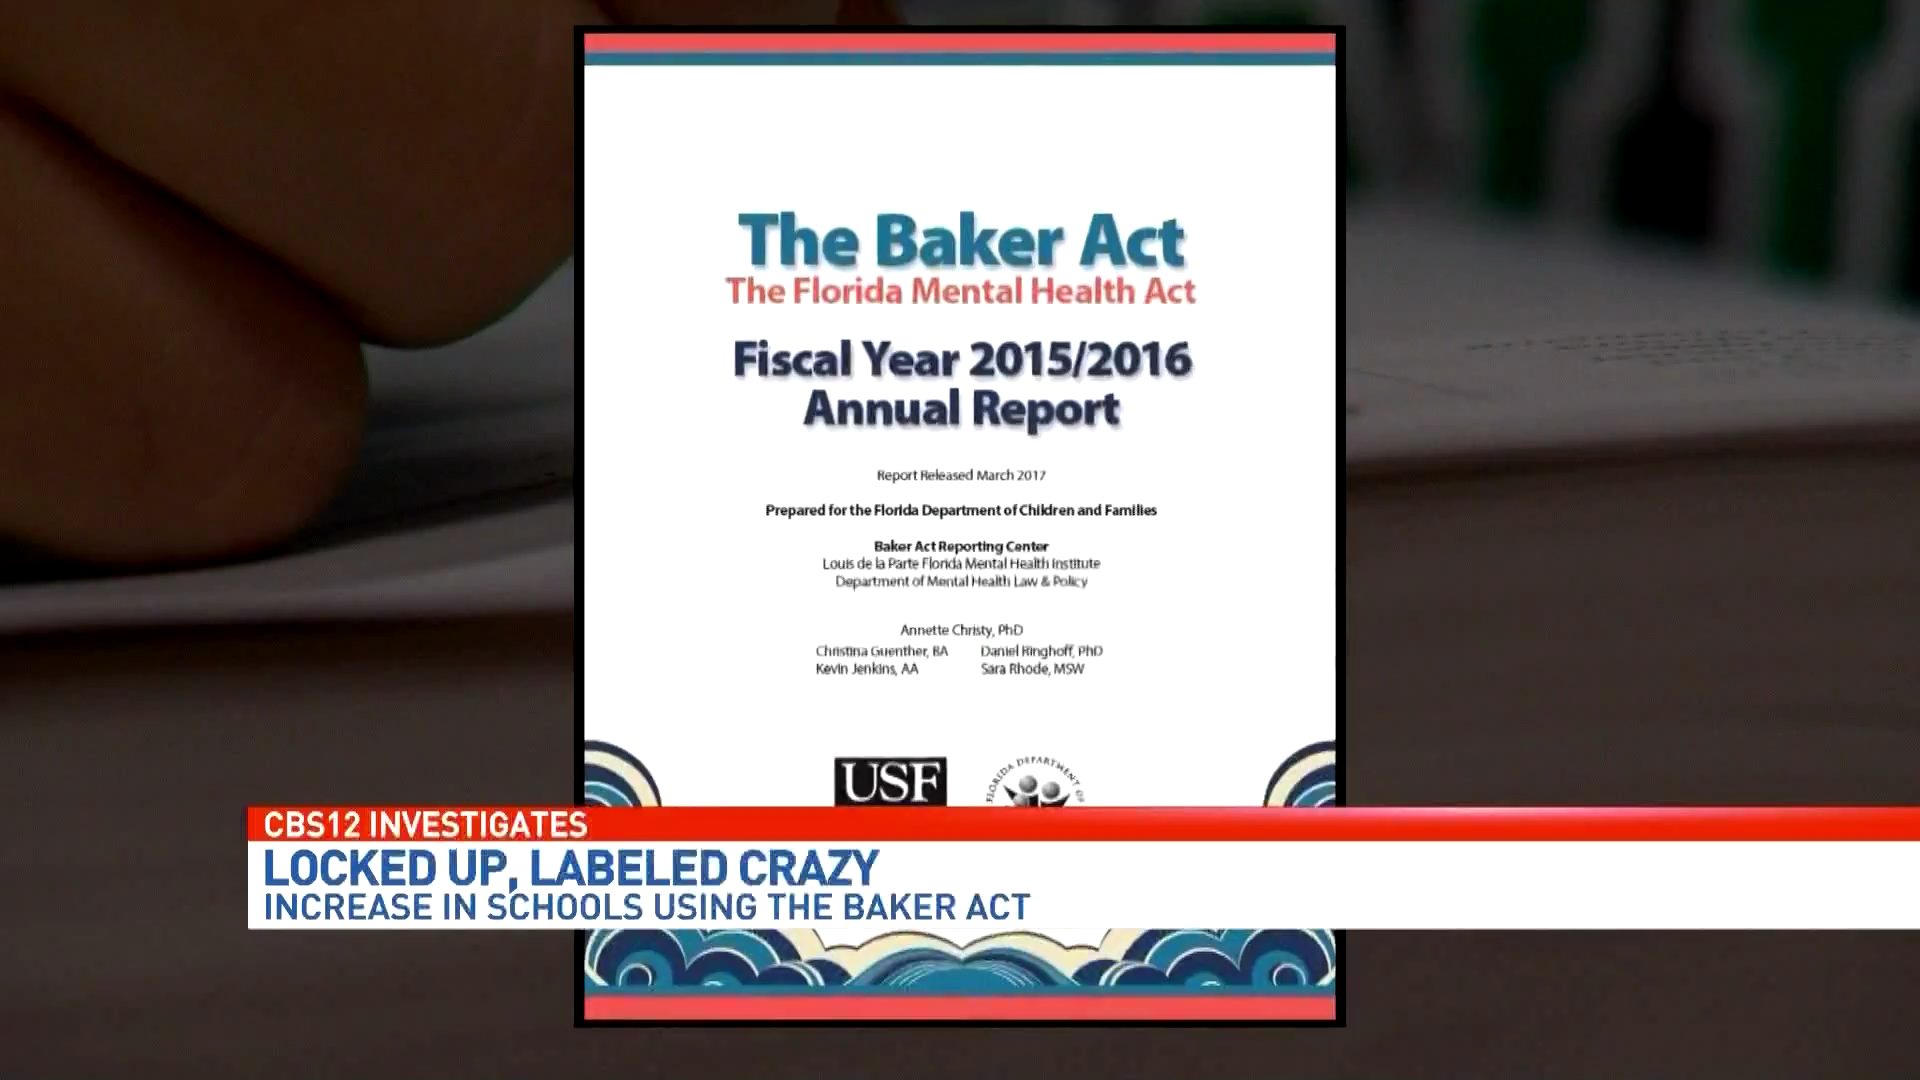 The Baker Act
The Florida Mental Health Act
Fiscal Year 2015/2016
Annual Report
Report Released March 2017
Prepared for the Florida Department of Children and Families
Baker Act Reporting Center
Louis de la Parte Florida Mental Health Institute
Department of Mental Health Law & Policy
Annette Christy, PhD
Christina Guenther, BA Daniel Ringhoff, PhD
Kevin Jenkins, AA Sara Rhode, MSW
FLORIDA DEPARTMENT OF
USF
CBS12 INVESTIGATES
LOCKED UP, LABELED CRAZY
INCREASE IN SCHOOLS USING THE BAKER ACT